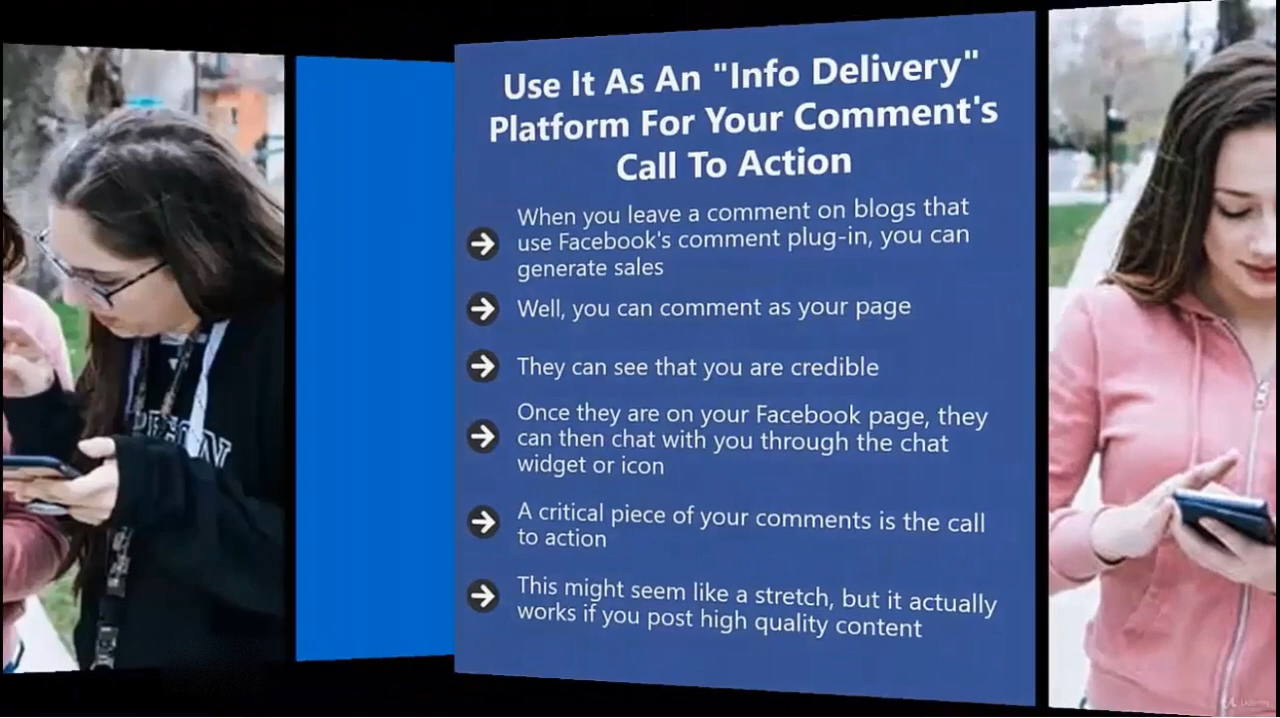 Use It As An "Info Delivery"
Platform For Your Comment's
Call To Action
When you leave a comment on blogs that
use Facebook's comment plug-in, you can
generate sales
Well, you can comment as your page
They can see that you are credible
Once they are on your Facebook page, they
can then chat with you through the chat
widget or icon
A critical piece of your comments is the call
to action
This might seem like a stretch, but it actually
works if you post high quality content